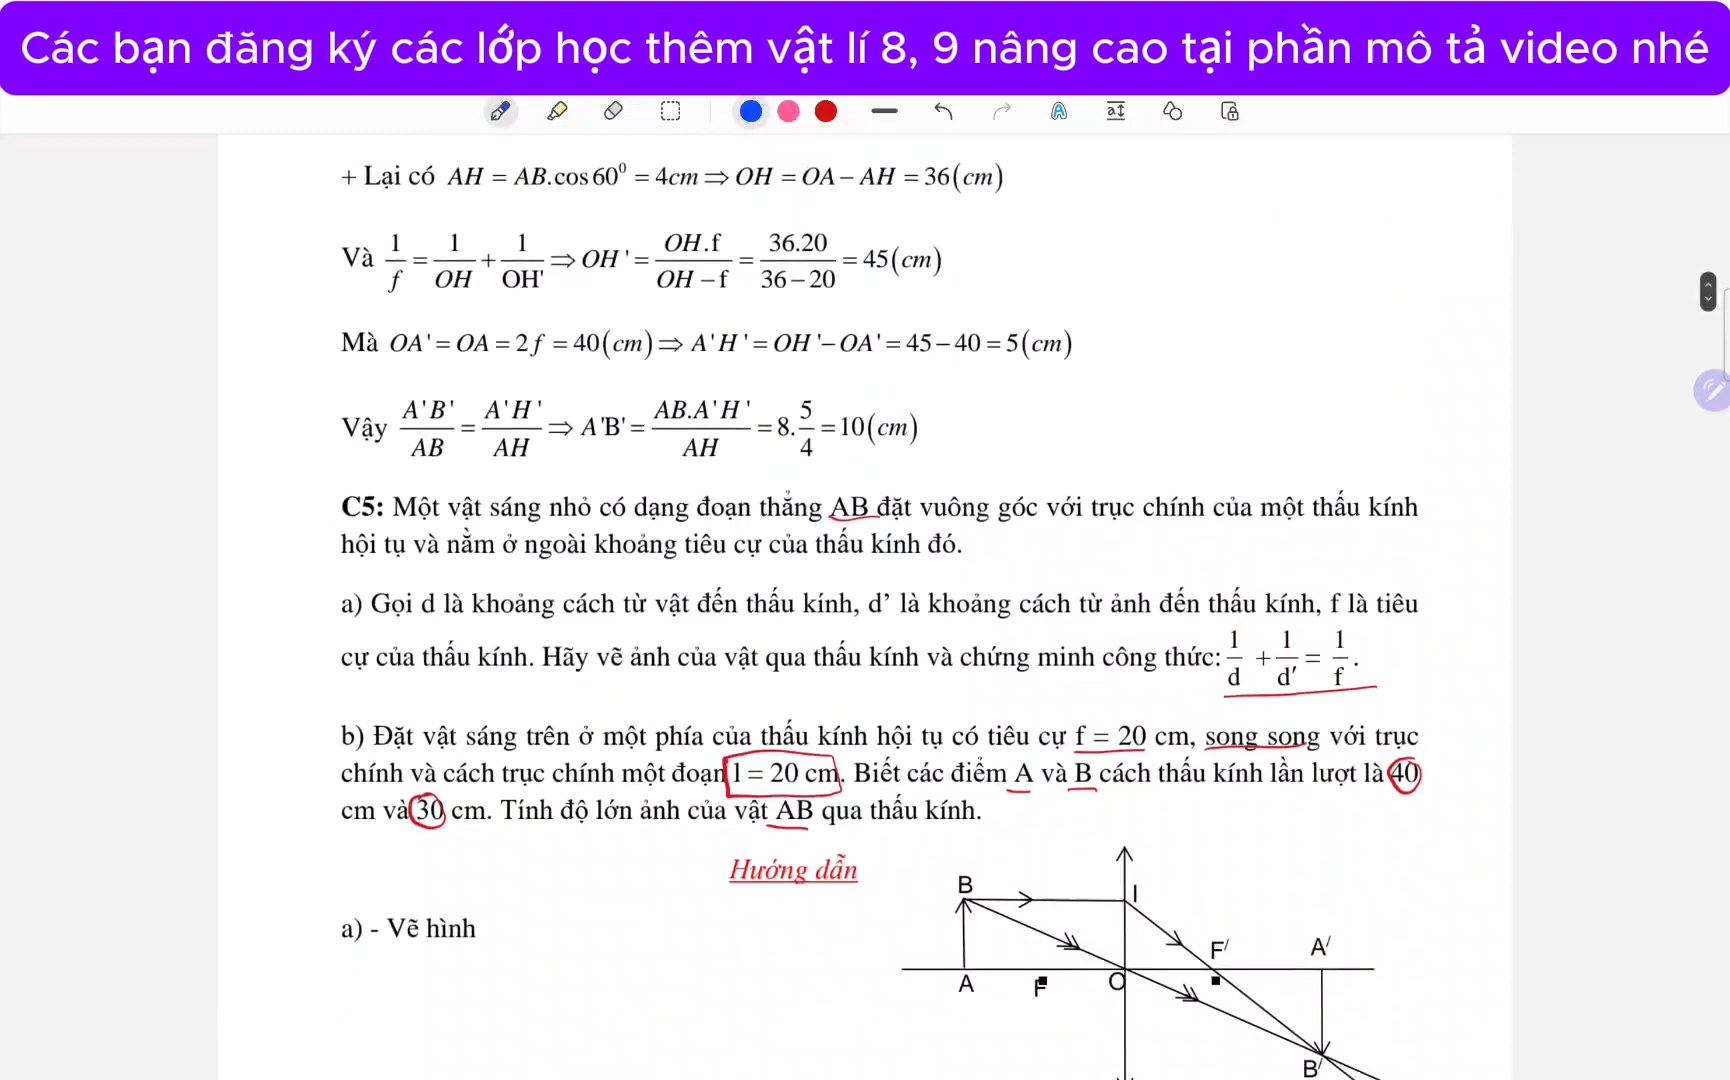 Các bạn đăng ký các lớp học thêm vật lí 8, 9 nâng cao tại phần mô tả video nhé
+ Lại có AH = AB.cos60⁰ = 4cm ⇒ OH = OA − AH = 36(cm)
Và 1/f = 1/OH + 1/OH' ⇒ OH' = OH.f/(OH − f) = 36.20/(36 − 20) = 45(cm)
Mà OA' = OA = 2f = 40(cm) ⇒ A'H' = OH' − OA' = 45 − 40 = 5(cm)
Vậy A'B'/AB = A'H'/AH ⇒ A'B' = AB.A'H'/AH = 8.5/4 = 10(cm)
C5: Một vật sáng nhỏ có dạng đoạn thẳng AB đặt vuông góc với trục chính của một thấu kính
hội tụ và nằm ở ngoài khoảng tiêu cự của thấu kính đó.
a) Gọi d là khoảng cách từ vật đến thấu kính, d’ là khoảng cách từ ảnh đến thấu kính, f là tiêu
cự của thấu kính. Hãy vẽ ảnh của vật qua thấu kính và chứng minh công thức: 1/d + 1/d′ = 1/f.
b) Đặt vật sáng trên ở một phía của thấu kính hội tụ có tiêu cự f = 20 cm, song song với trục
chính và cách trục chính một đoạn l = 20 cm. Biết các điểm A và B cách thấu kính lần lượt là 40
cm và 30 cm. Tính độ lớn ảnh của vật AB qua thấu kính.
Hướng dẫn
a) - Vẽ hình
B
I
F/
A/
A
F
O
B/